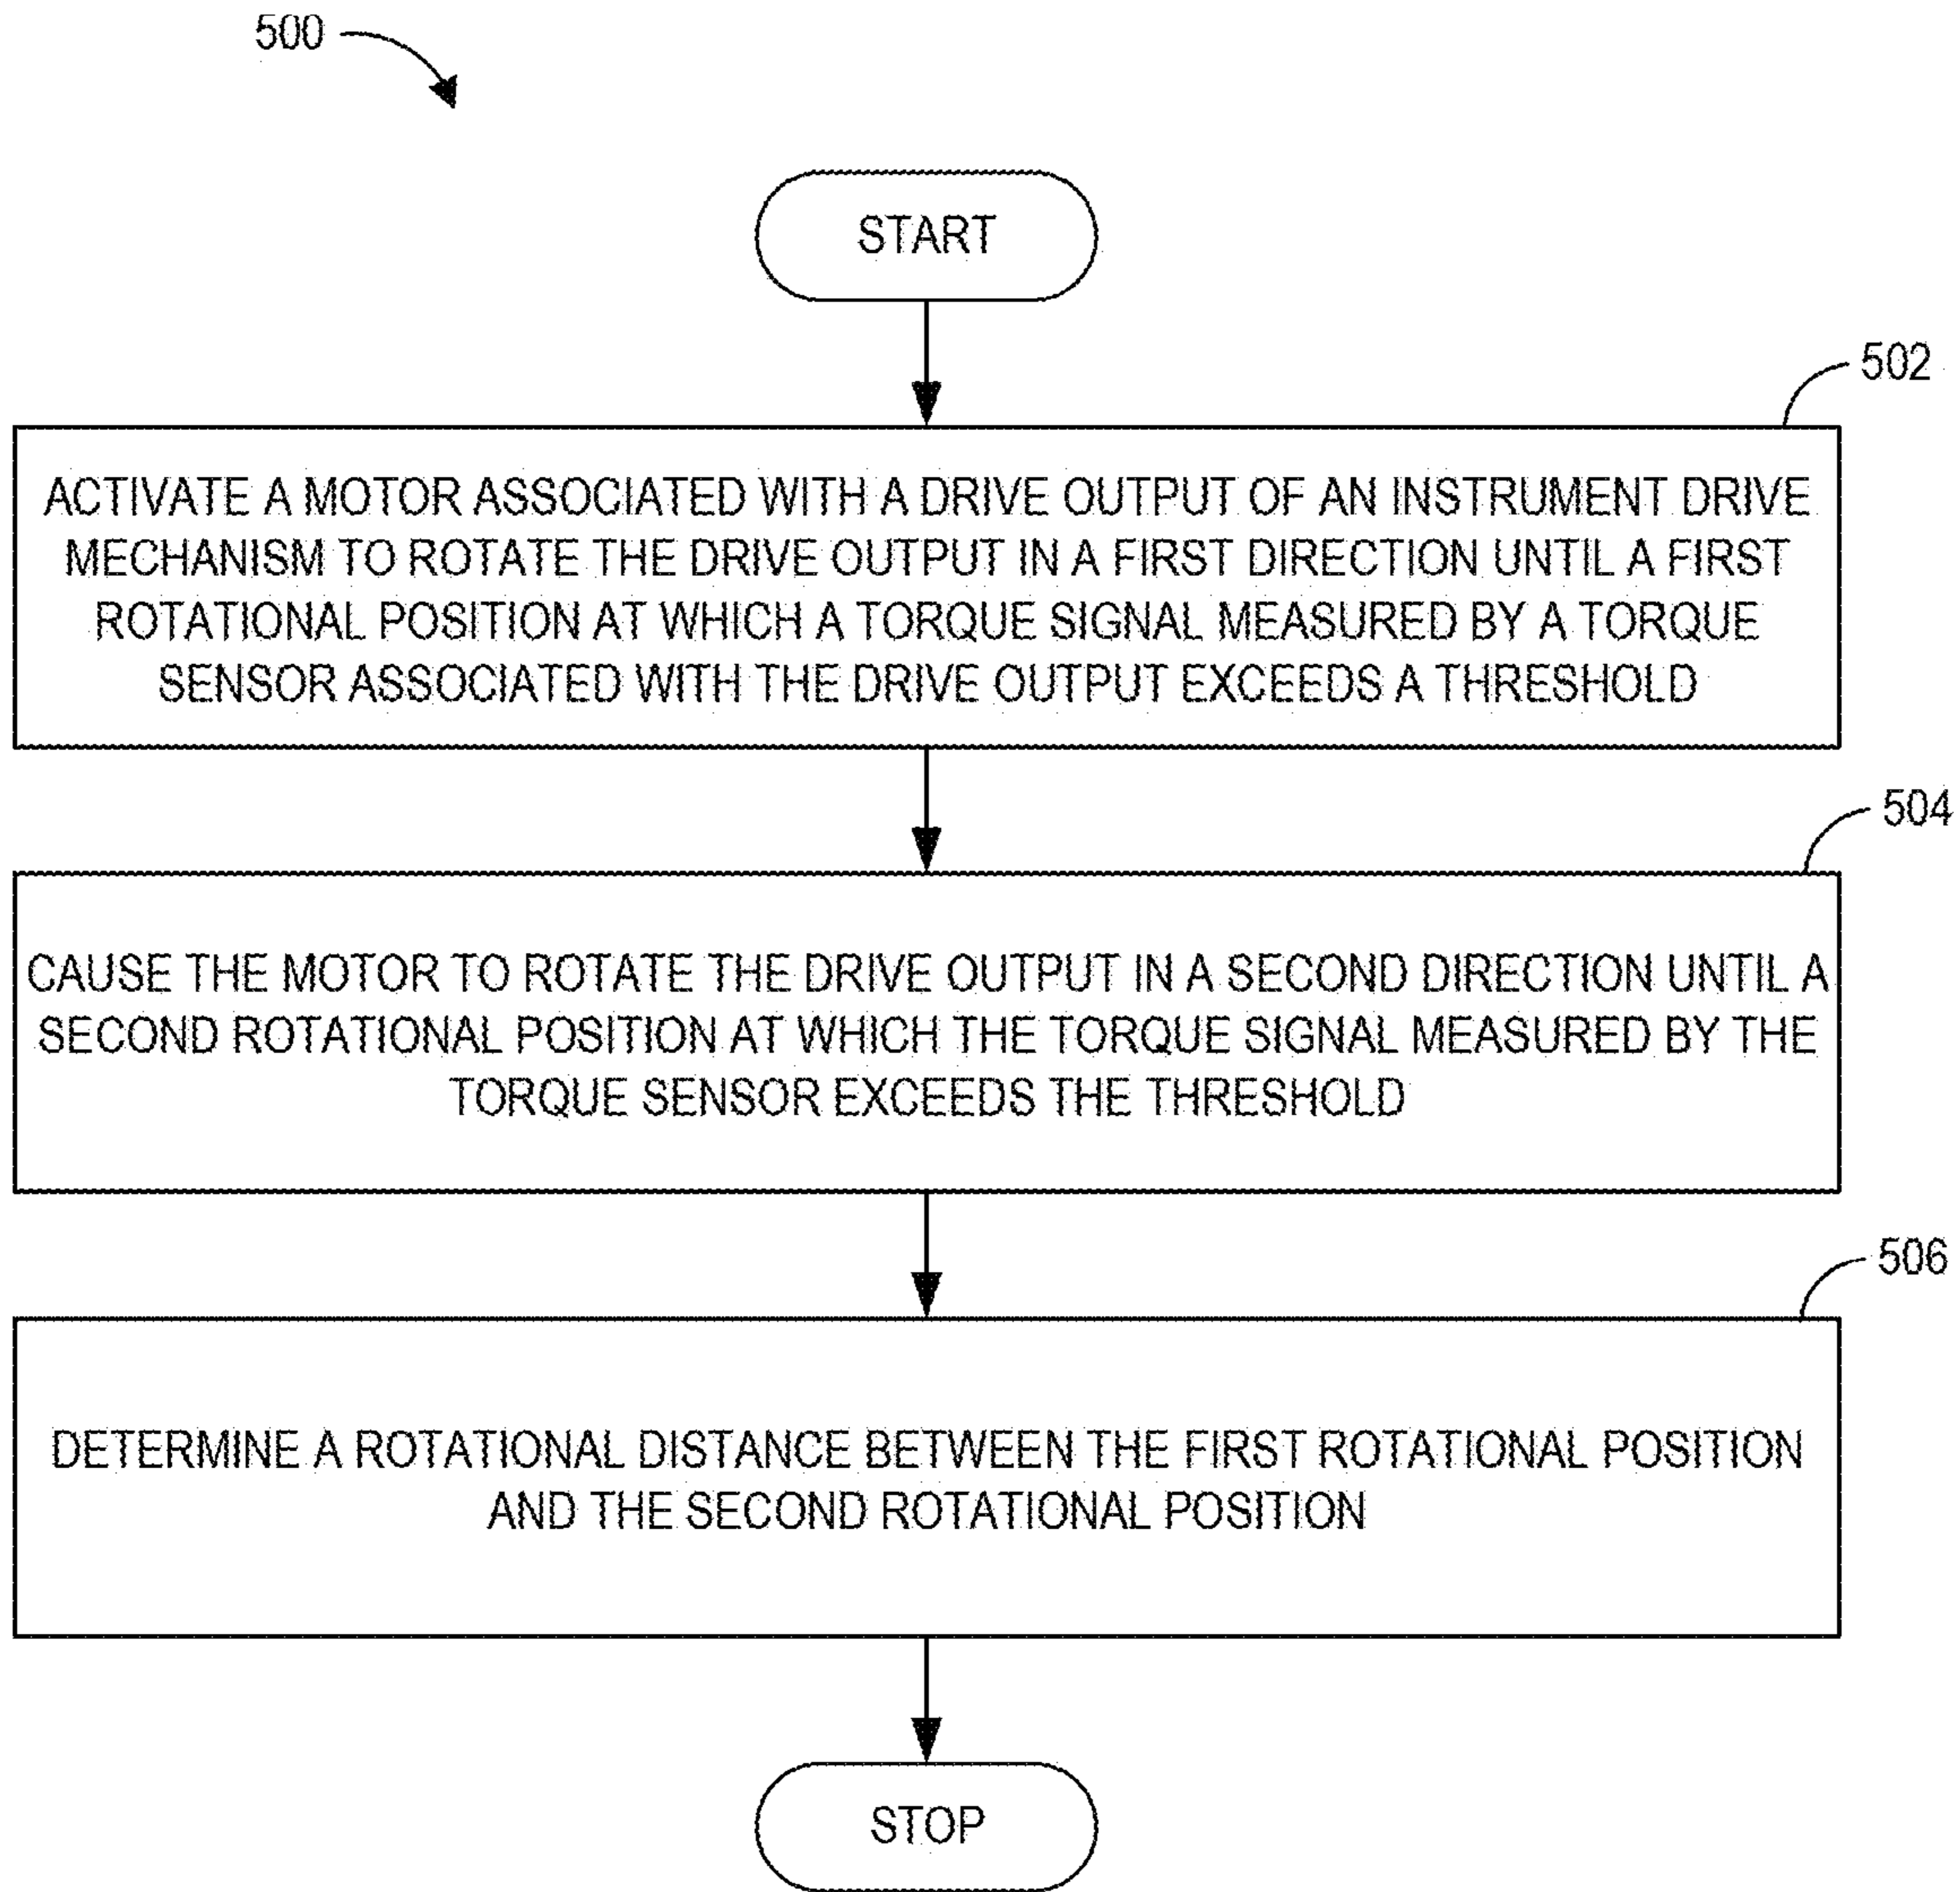 500
START
502
ACTIVATE A MOTOR ASSOCIATED WITH A DRIVE OUTPUT OF AN INSTRUMENT DRIVE
MECHANISM TO ROTATE THE DRIVE OUTPUT IN A FIRST DIRECTION UNTIL A FIRST
ROTATIONAL POSITION AT WHICH A TORQUE SIGNAL MEASURED BY A TORQUE
SENSOR ASSOCIATED WITH THE DRIVE OUTPUT EXCEEDS A THRESHOLD
504
CAUSE THE MOTOR TO ROTATE THE DRIVE OUTPUT IN A SECOND DIRECTION UNTIL A
SECOND ROTATIONAL POSITION AT WHICH THE TORQUE SIGNAL MEASURED BY THE
TORQUE SENSOR EXCEEDS THE THRESHOLD
506
DETERMINE A ROTATIONAL DISTANCE BETWEEN THE FIRST ROTATIONAL POSITION
AND THE SECOND ROTATIONAL POSITION
STOP